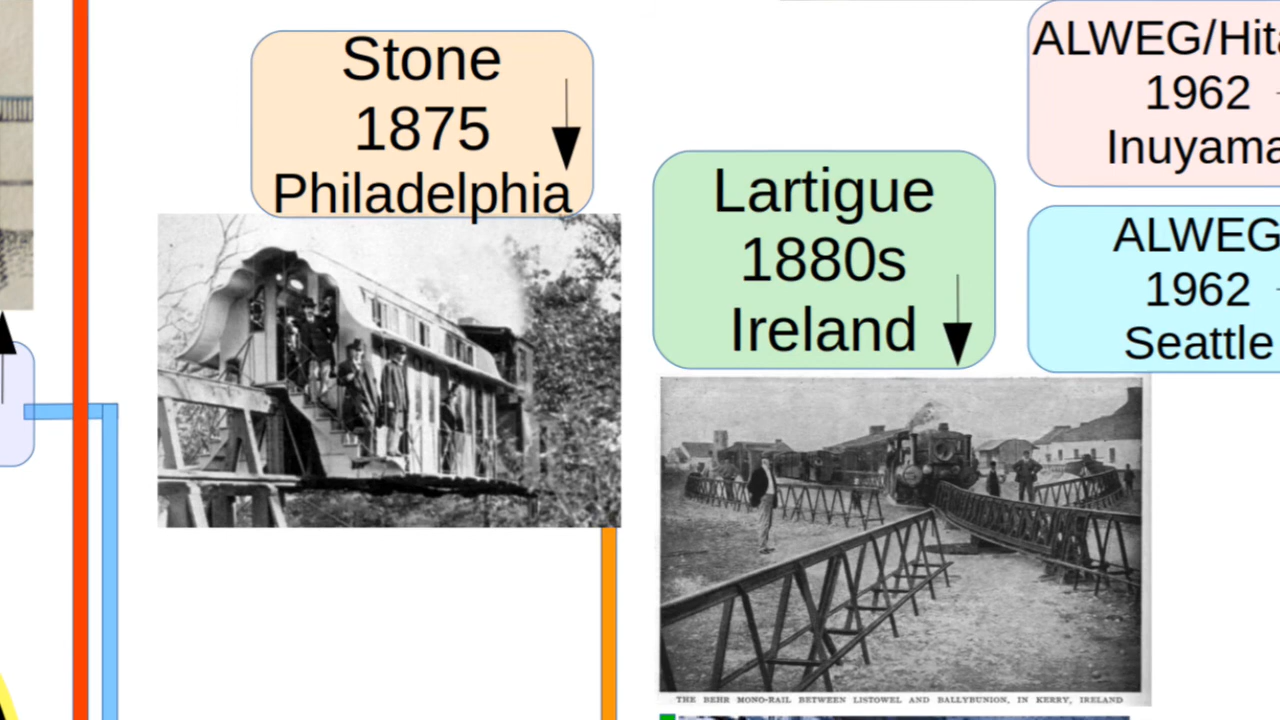 Stone
1875
Philadelphia
Lartigue
1880s
Ireland
ALWEG/Hita
1962
Inuyama
ALWEG
1962
Seattle
THE BEHR MONO-RAIL BETWEEN LISTOWEL AND BALLYBUNION, IN KERRY, IRELAND